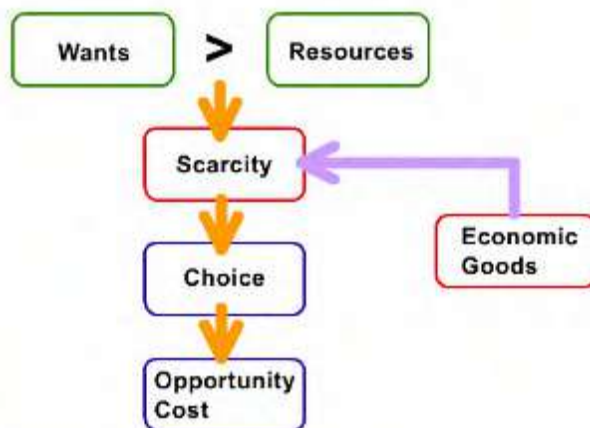 Wants > Resources
Scarcity
Economic
Goods
Choice
Opportunity
Cost